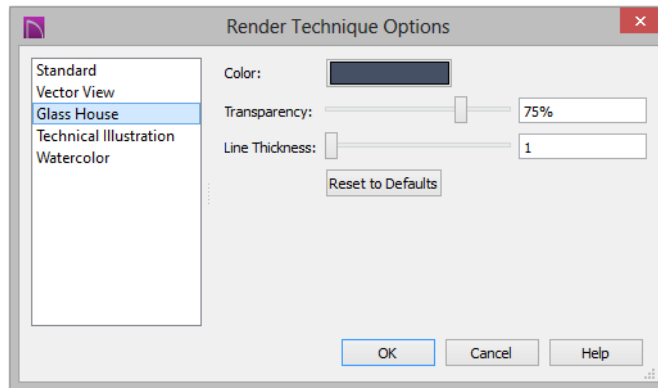 Render Technique Options
Standard
Vector View
Glass House
Technical Illustration
Watercolor
Color:
Transparency: 75%
Line Thickness: 1
Reset to Defaults
OK Cancel Help